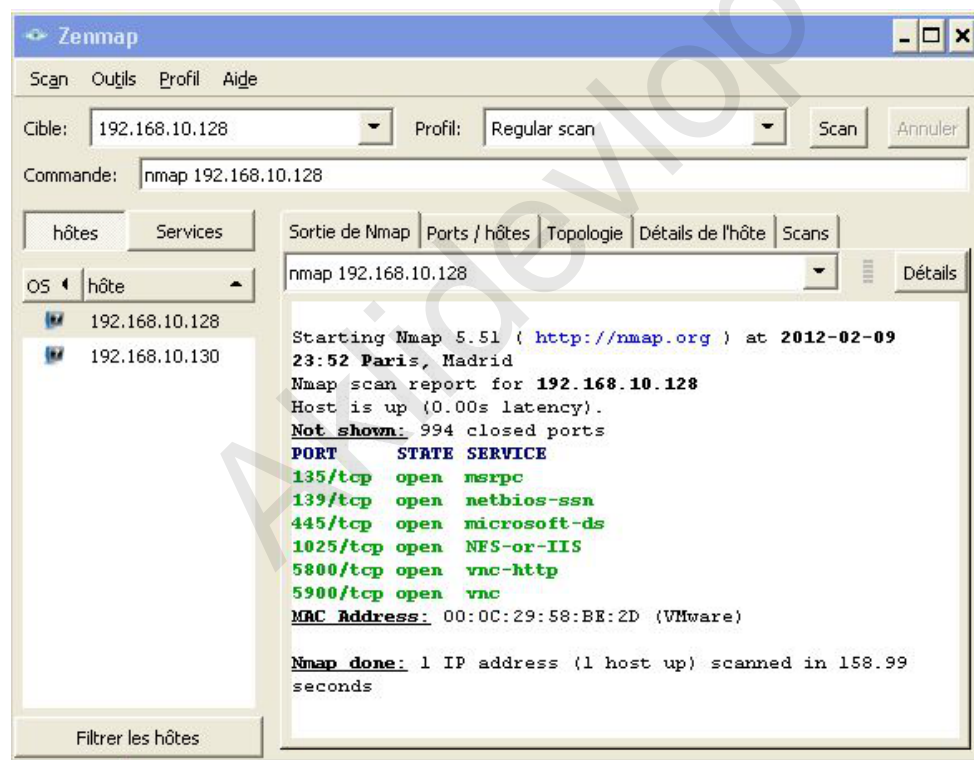 Zenmap
Scan Outils Profil Aide
Cible: 192.168.10.128 Profil: Regular scan Scan Annuler
Commande: nmap 192.168.10.128
hôtes Services
Sortie de Nmap Ports / hôtes Topologie Détails de l'hôte Scans
OS hôte
nmap 192.168.10.128 Détails
192.168.10.128
192.168.10.130
Starting Nmap 5.51 ( http://nmap.org ) at 2012-02-09
23:52 Paris, Madrid
Nmap scan report for 192.168.10.128
Host is up (0.00s latency).
Not shown: 994 closed ports
PORT STATE SERVICE
135/tcp open msrpc
139/tcp open netbios-ssn
445/tcp open microsoft-ds
1025/tcp open NFS-or-IIS
5800/tcp open vnc-http
5900/tcp open vnc
MAC Address: 00:0C:29:58:BE:2D (VMware)
Nmap done: 1 IP address (1 host up) scanned in 158.99
seconds
Filtrer les hôtes
Akidevlop